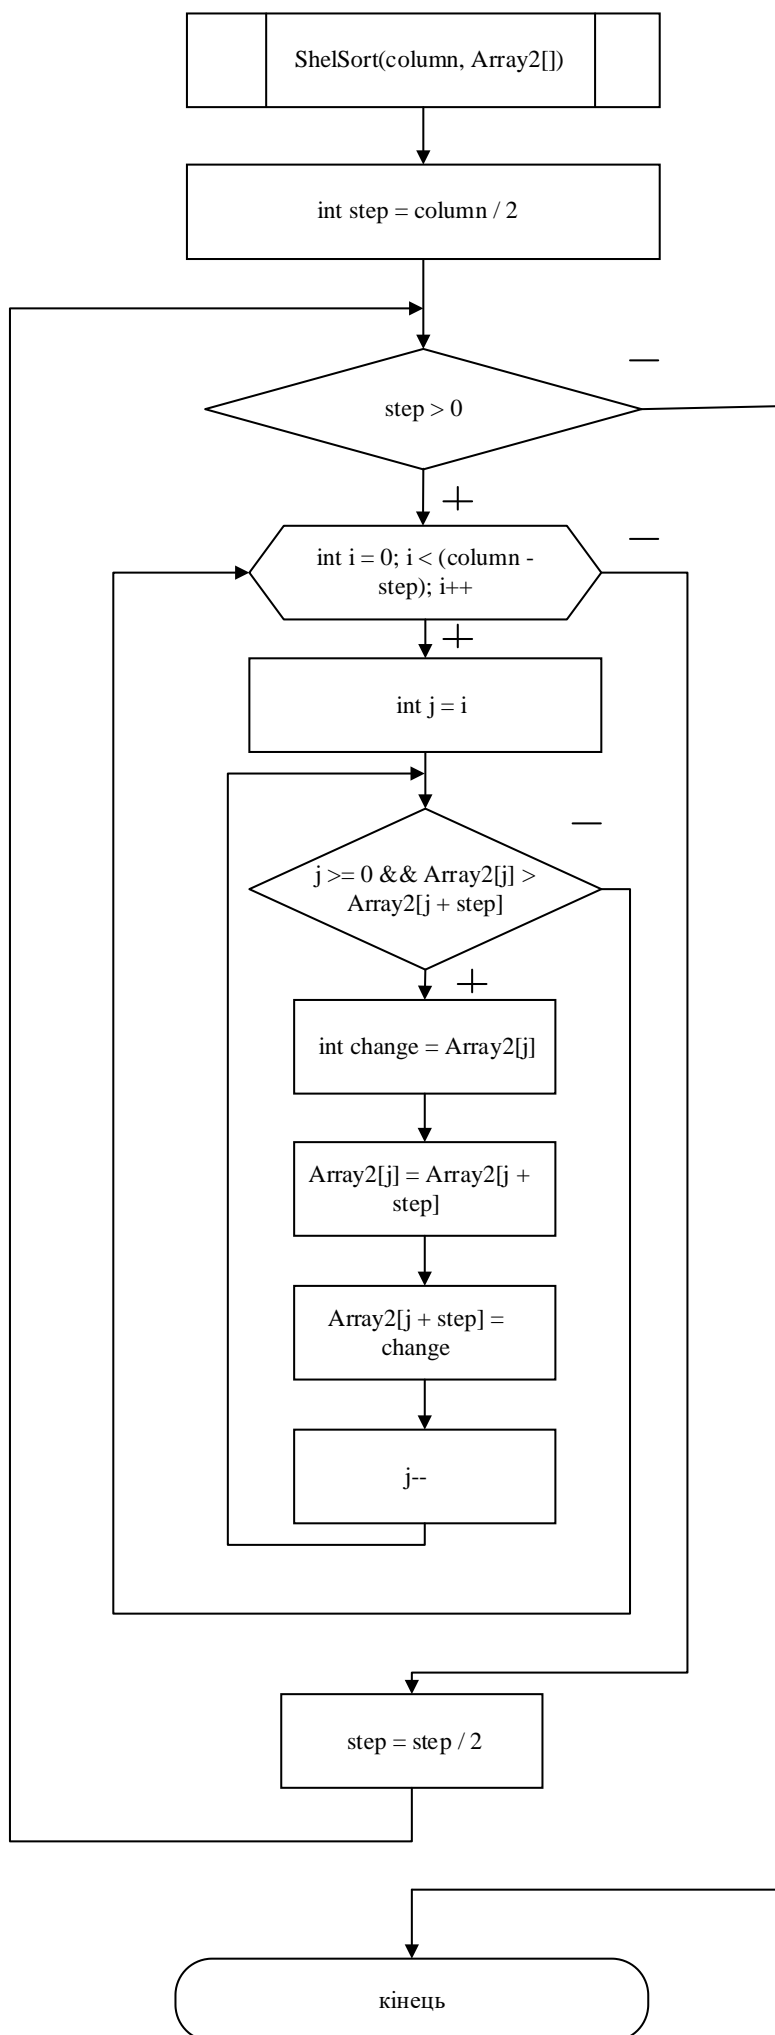 ShelSort(column, Array2[])
int step = column / 2
—
step > 0
+
—
int i = 0; i < (column -
step); i++
+
int j = i
—
j >= 0 && Array2[j] >
Array2[j + step]
+
int change = Array2[j]
Array2[j] = Array2[j +
step]
Array2[j + step] =
change
j--
step = step / 2
кінець